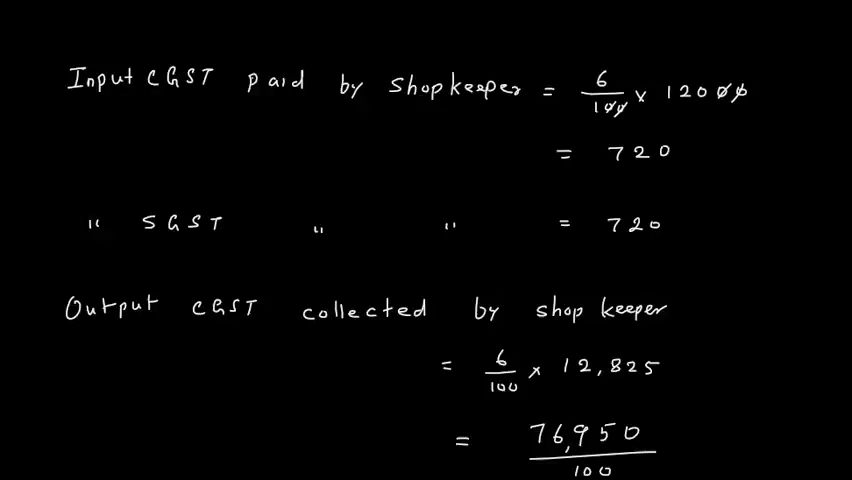 Input CGST paid by shopkeeper = 6/100 × 12000
= 720
" SGST " " = 720
Output CGST collected by shop keeper
= 6/100 × 12,825
= 76,950/100